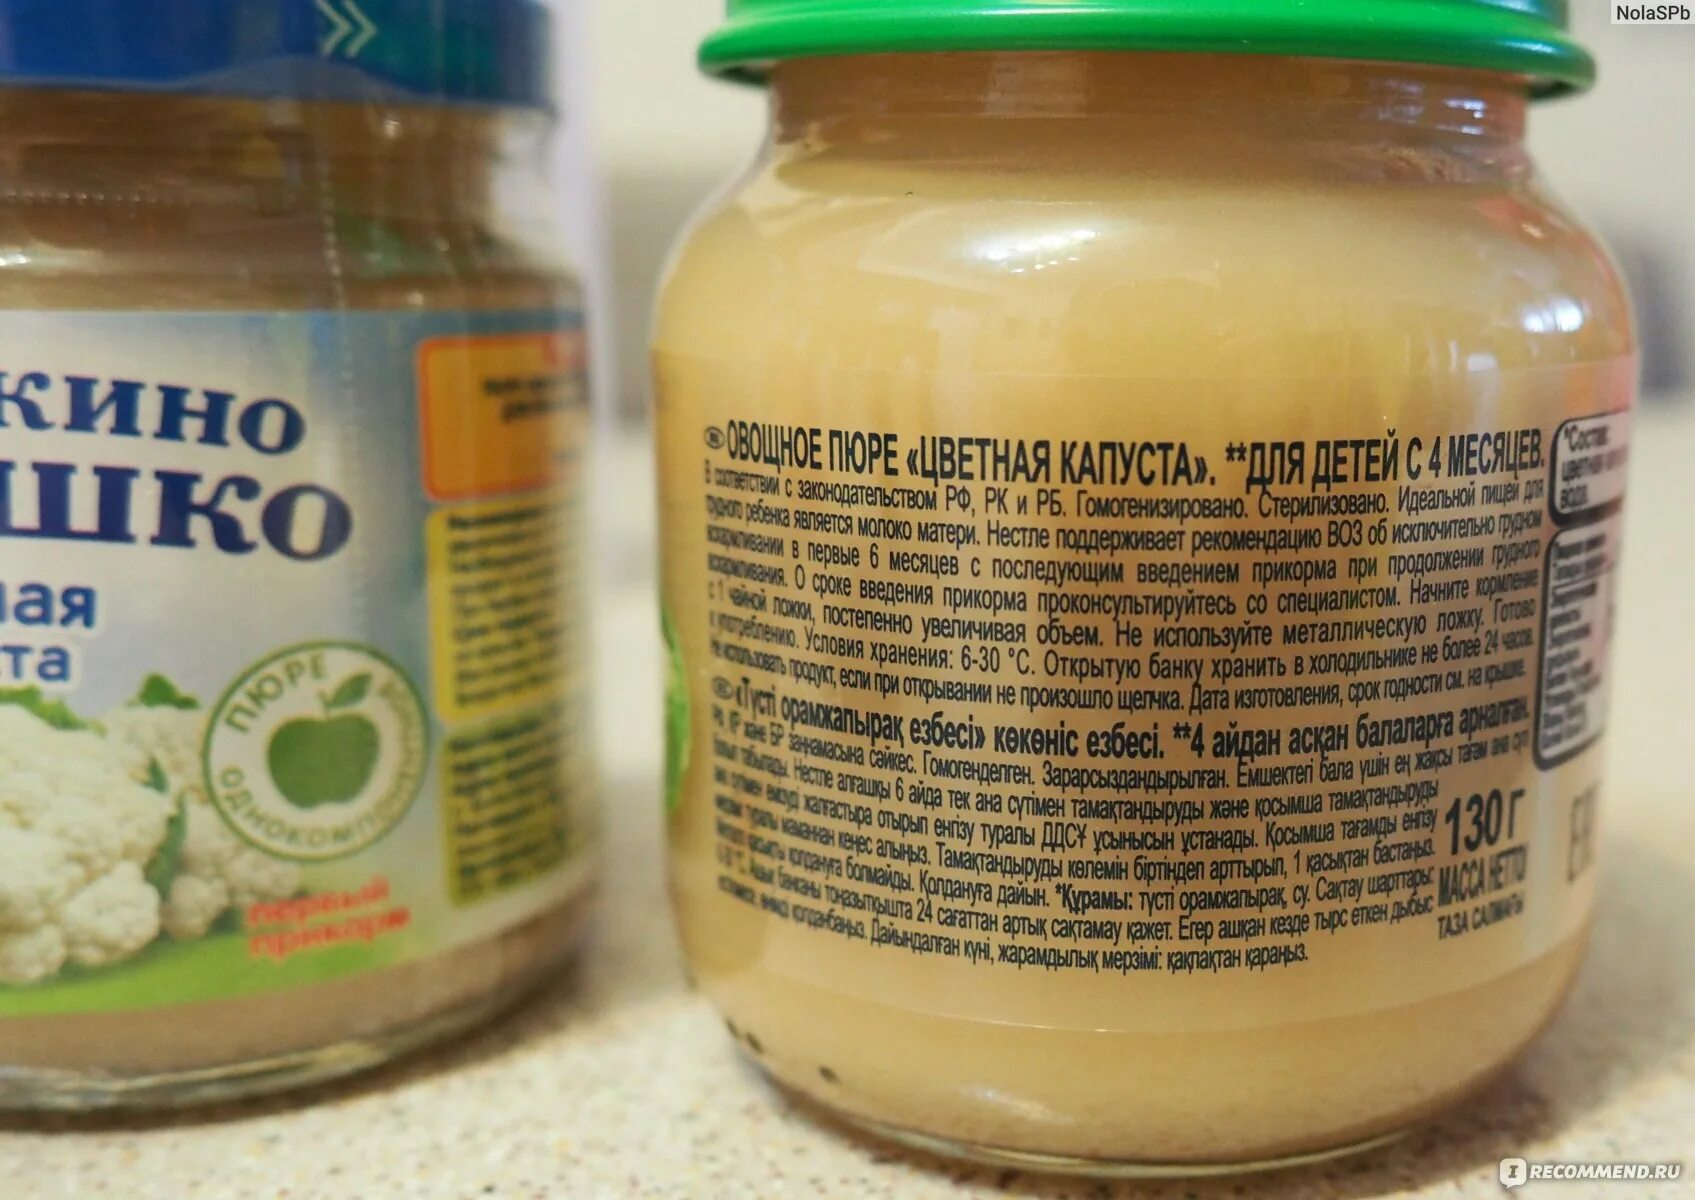 NolaSPb
кино
шко
ная
ста
ПЮРЕ
ОДНОКОМПОНЕНТНОЕ
первый
прикорм
ОВОЩНОЕ ПЮРЕ «ЦВЕТНАЯ КАПУСТА». **ДЛЯ ДЕТЕЙ С 4 МЕСЯЦЕВ.
В соответствии с законодательством РФ, РК и РБ. Гомогенизировано. Стерилизовано. Идеальной пищей для
грудного ребенка является молоко матери. Нестле поддерживает рекомендацию ВОЗ об исключительно грудном
вскармливании в первые 6 месяцев с последующим введением прикорма при продолжении грудного
вскармливания. О сроке введения прикорма проконсультируйтесь со специалистом. Начните кормление
с 1 чайной ложки, постепенно увеличивая объем. Не используйте металлическую ложку. Готово
к употреблению. Условия хранения: 6-30 °С. Открытую банку хранить в холодильнике не более 24 часов.
Не использовать продукт, если при открывании не произошло щелчка. Дата изготовления, срок годности см. на крышке.
«Түсті орамжапырақ езбесі» көкөніс езбесі. **4 айдан асқан балаларға арналған.
РФ, ҚР және БР заңнамасына сәйкес. Гомогенделген. Зарарсыздандырылған. Емшектегі бала үшін ең жақсы тағам ана сүті
болып табылады. Нестле алғашқы 6 айда тек ана сүтімен тамақтандыруды және қосымша тамақтандыруды
ана сүтімен емізуді жалғастыра отырып енгізу туралы ДДСҰ ұсынысын ұстанады. Қосымша тағамды енгізу
мерзімі туралы маманнан кеңес алыңыз. Тамақтандыруды көлемін біртіндеп арттырып, 1 қасықтан бастаңыз.
Металл қасықты қолдануға болмайды. Қолдануға дайын. *Құрамы: түсті орамжапырақ, су. Сақтау шарттары:
°С. Ашық банканы тоңазытқышта 24 сағаттан артық сақтамау қажет. Егер ашқан кезде тырс еткен дыбыс
естілмесе, өнімді қолданбаңыз. Дайындалған күні, жарамдылық мерзімі: қақпақтан қараңыз.
130 г
МАССА НЕТТО
ТАЗА САЛМАҒЫ
*Состав:
цветная
вода.
IRECOMMEND.RU